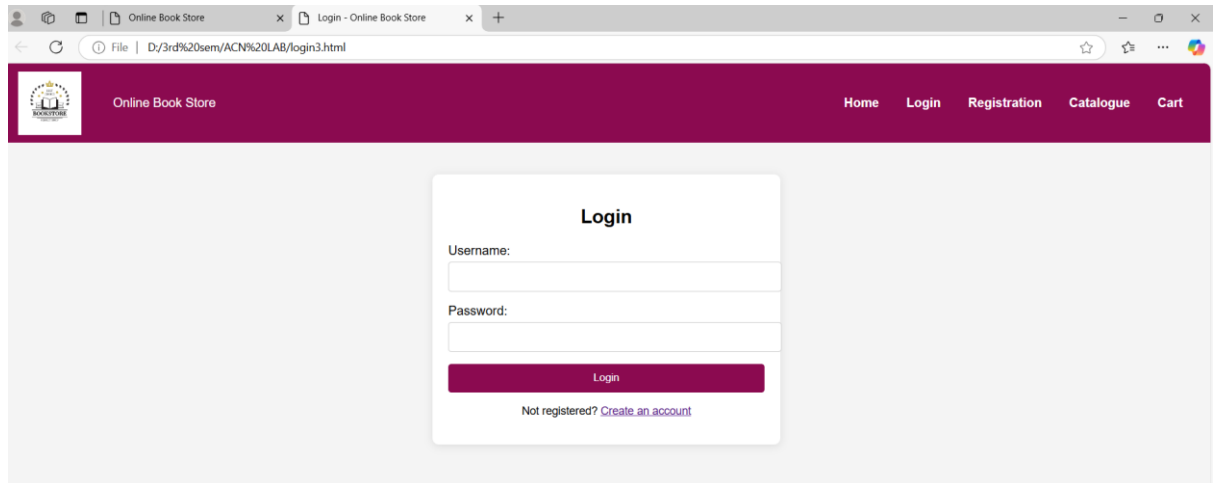 Online Book Store
Login - Online Book Store
File | D:/3rd%20sem/ACN%20LAB/login3.html
BOOKSTORE
Online Book Store
Home Login Registration Catalogue Cart
Login
Username:
Password:
Login
Not registered? Create an account